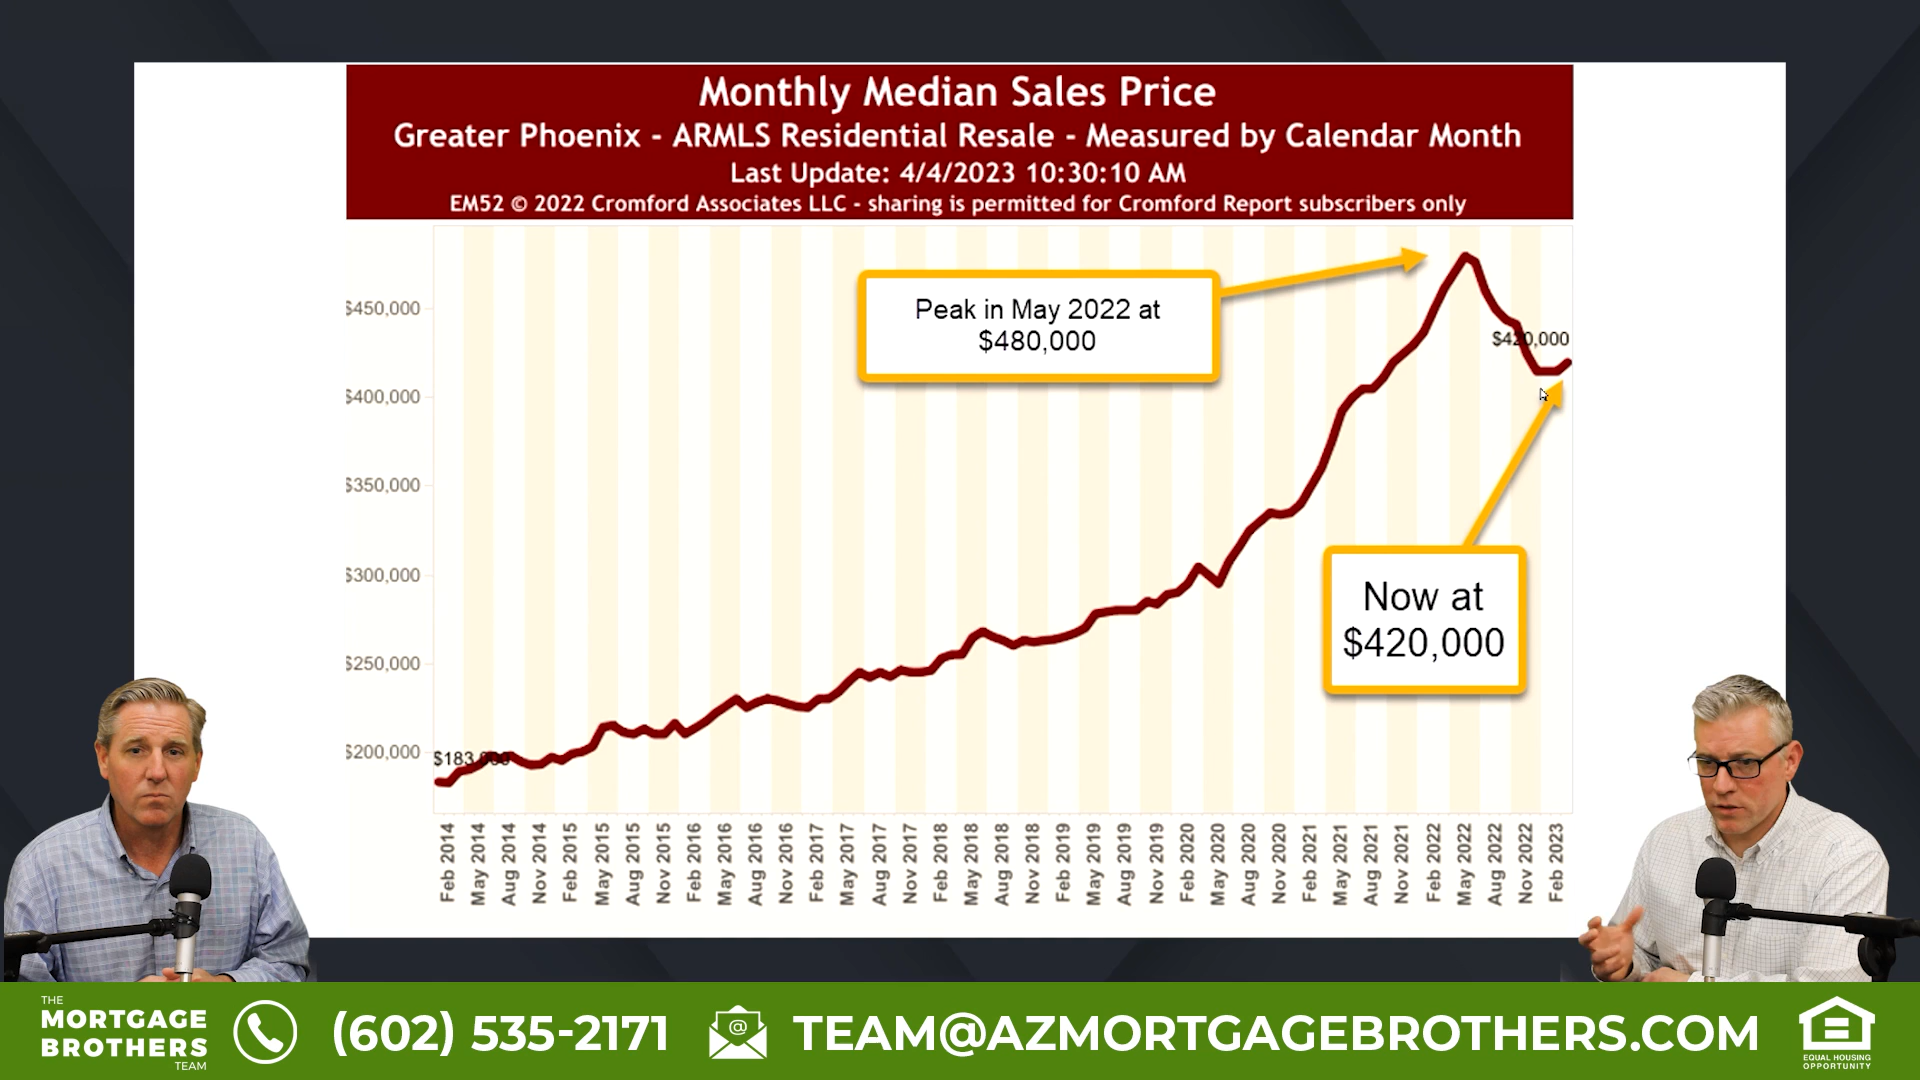 Monthly Median Sales Price
Greater Phoenix - ARMLS Residential Resale - Measured by Calendar Month
Last Update: 4/4/2023 10:30:10 AM
EM52 © 2022 Cromford Associates LLC - sharing is permitted for Cromford Report subscribers only
Peak in May 2022 at
$480,000
$450,000
$420,000
$400,000
$350,000
$300,000
Now at
$420,000
$250,000
$200,000
$183,000
Feb 2014
May 2014
Aug 2014
Nov 2014
Feb 2015
May 2015
Aug 2015
Nov 2015
Feb 2016
May 2016
Aug 2016
Nov 2016
Feb 2017
May 2017
Aug 2017
Nov 2017
Feb 2018
May 2018
Aug 2018
Nov 2018
Feb 2019
May 2019
Aug 2019
Nov 2019
Feb 2020
May 2020
Aug 2020
Nov 2020
Feb 2021
May 2021
Aug 2021
Nov 2021
Feb 2022
May 2022
Aug 2022
Nov 2022
Feb 2023
THE
MORTGAGE
BROTHERS
TEAM
(602) 535-2171
@
TEAM@AZMORTGAGEBROTHERS.COM
EQUAL HOUSING
OPPORTUNITY